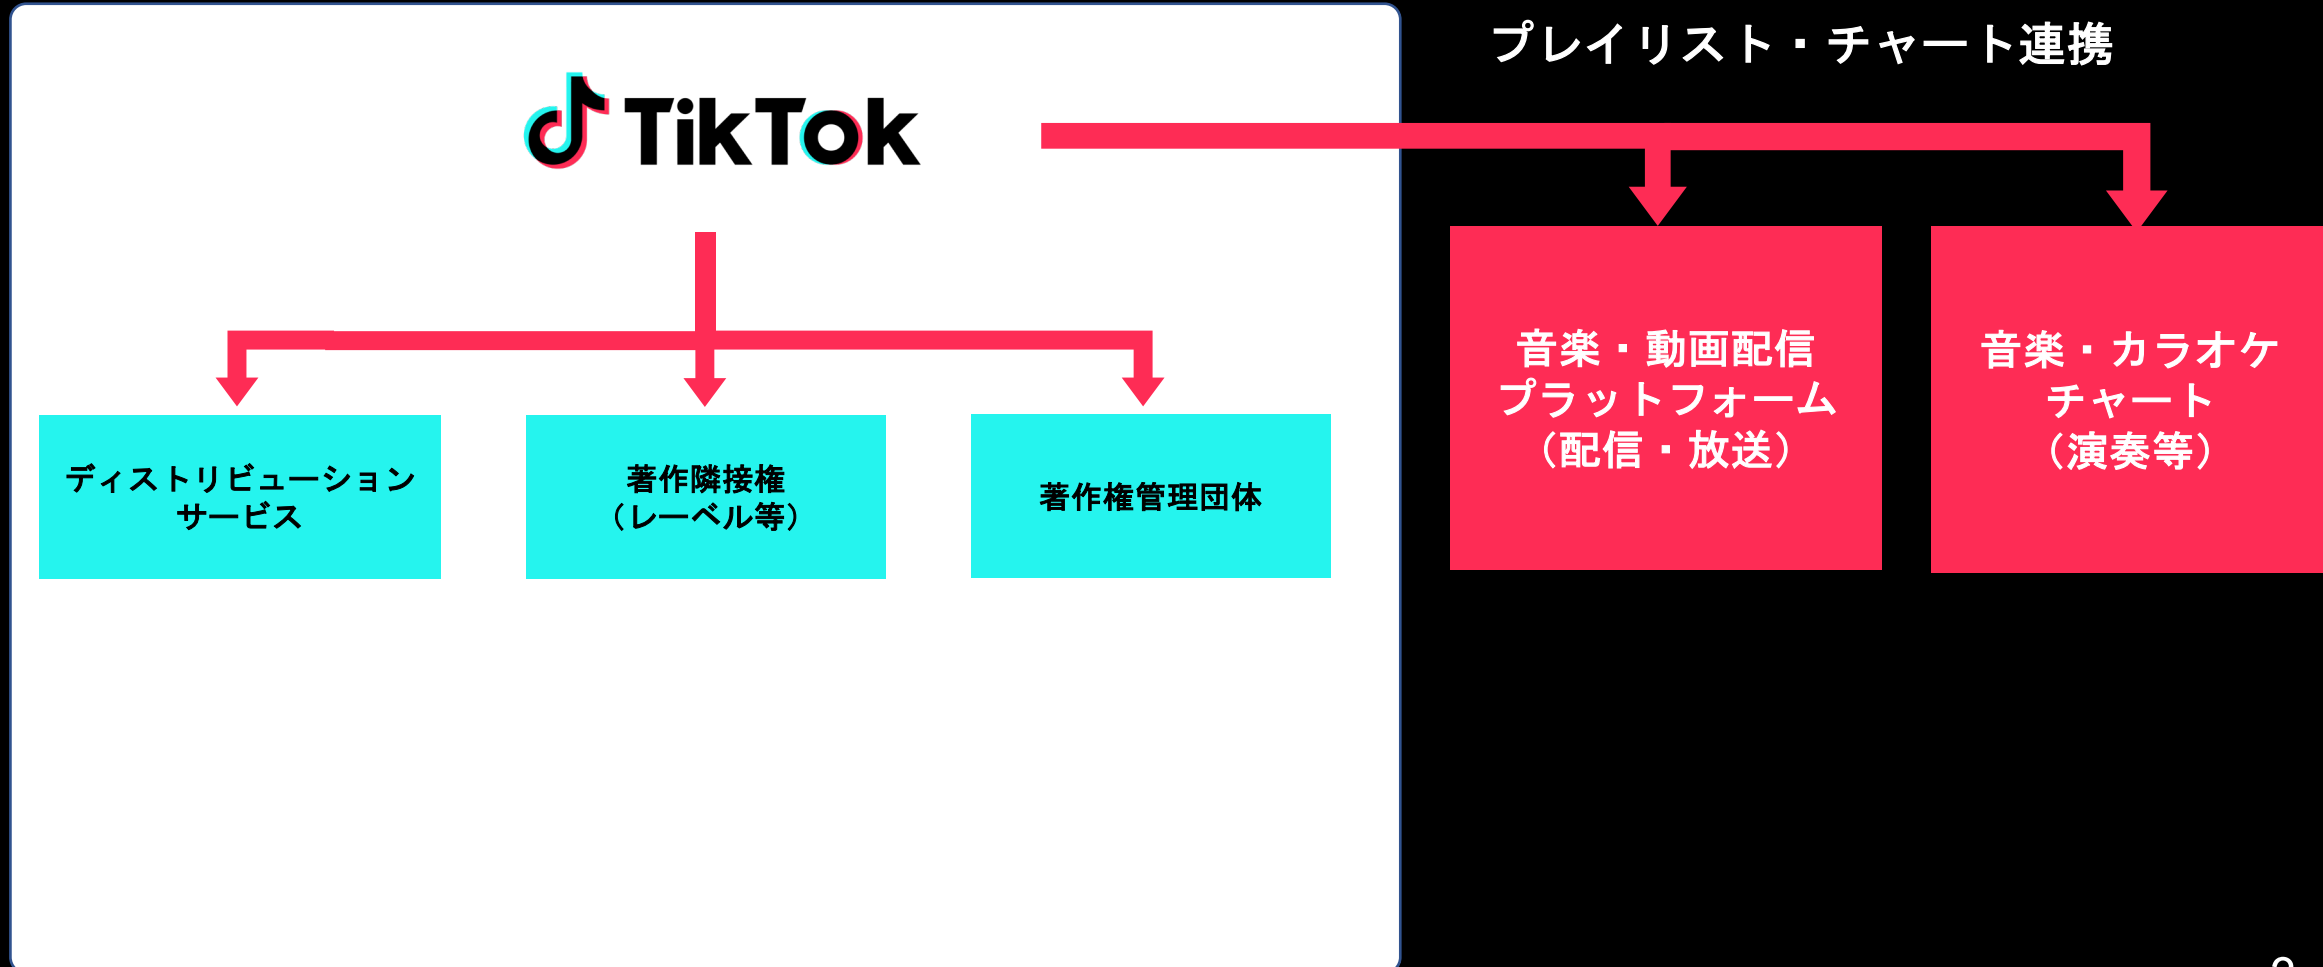 TikTok
プレイリスト・チャート連携
ディストリビューション
サービス
著作隣接権
（レーベル等）
著作権管理団体
音楽・動画配信
プラットフォーム
（配信・放送）
音楽・カラオケ
チャート
（演奏等）